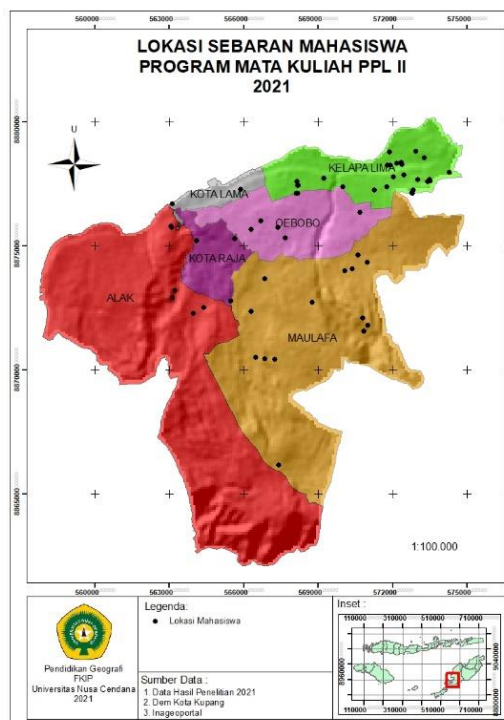 560000 563000 566000 569000 572000 575000
LOKASI SEBARAN MAHASISWA
PROGRAM MATA KULIAH PPL II
2021
8880000
8875000
8870000
8865000
U
KELAPA LIMA
KOTA LAMA
OEBOBO
KOTA RAJA
ALAK
MAULAFA
1:100.000
560000 563000 566000 569000 572000 575000
Pendidikan Geografi
FKIP
Universitas Nusa Cendana
2021
Legenda:
Lokasi Mahasiswa
Sumber Data :
1. Data Hasil Penelitian 2021
2. Dem Kota Kupang
3. Inageoportal
Inset :
110000 310000 510000 710000
8960000
9040000
110000 310000 510000 710000